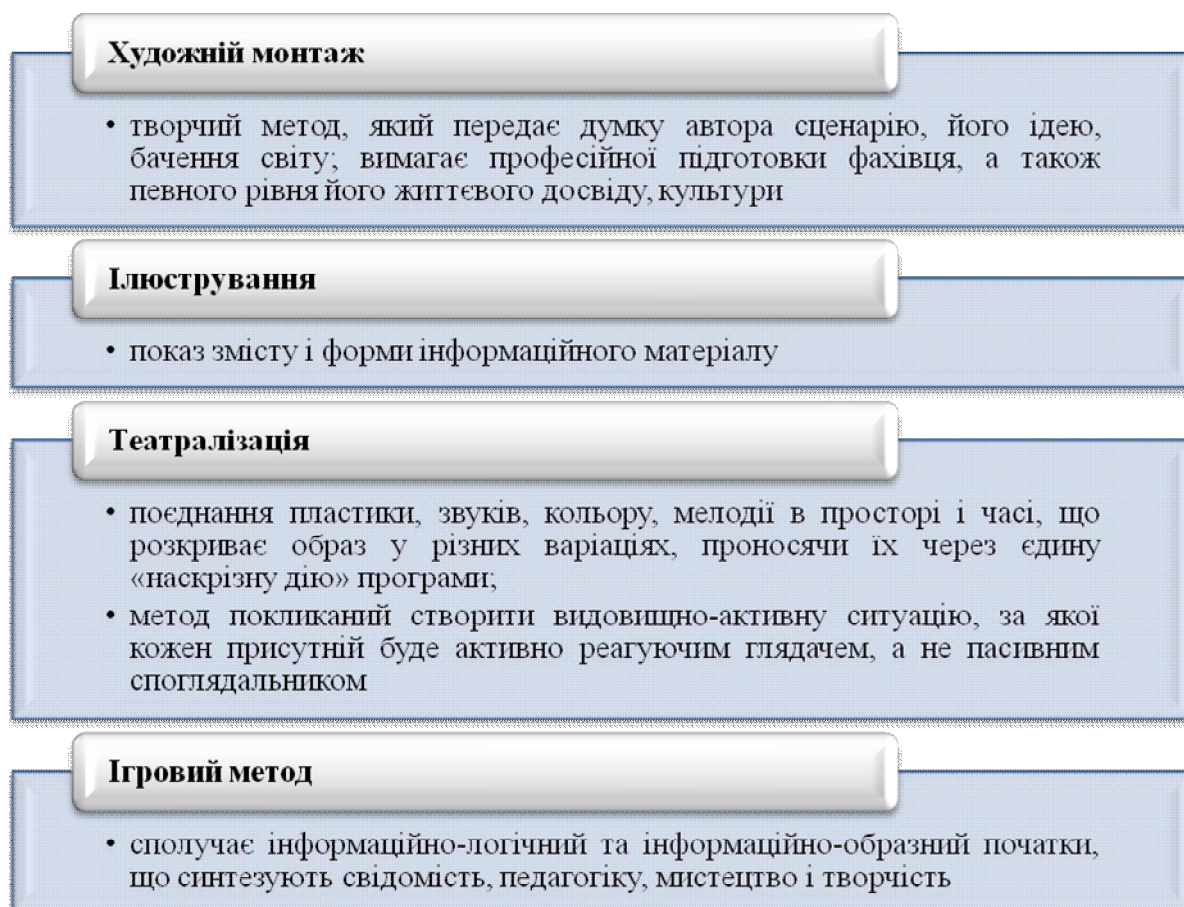 Художній монтаж
• творчий метод, який передає думку автора сценарію, його ідею,
бачення світу; вимагає професійної підготовки фахівця, а також
певного рівня його життєвого досвіду, культури
Ілюстрування
• показ змісту і форми інформаційного матеріалу
Театралізація
• поєднання пластики, звуків, кольору, мелодії в просторі і часі, що
розкриває образ у різних варіаціях, проносячи їх через єдину
«наскрізну дію» програми;
• метод покликаний створити видовищно-активну ситуацію, за якої
кожен присутній буде активно реагуючим глядачем, а не пасивним
споглядальником
Ігровий метод
• сполучає інформаційно-логічний та інформаційно-образний початки,
що синтезують свідомість, педагогіку, мистецтво і творчість